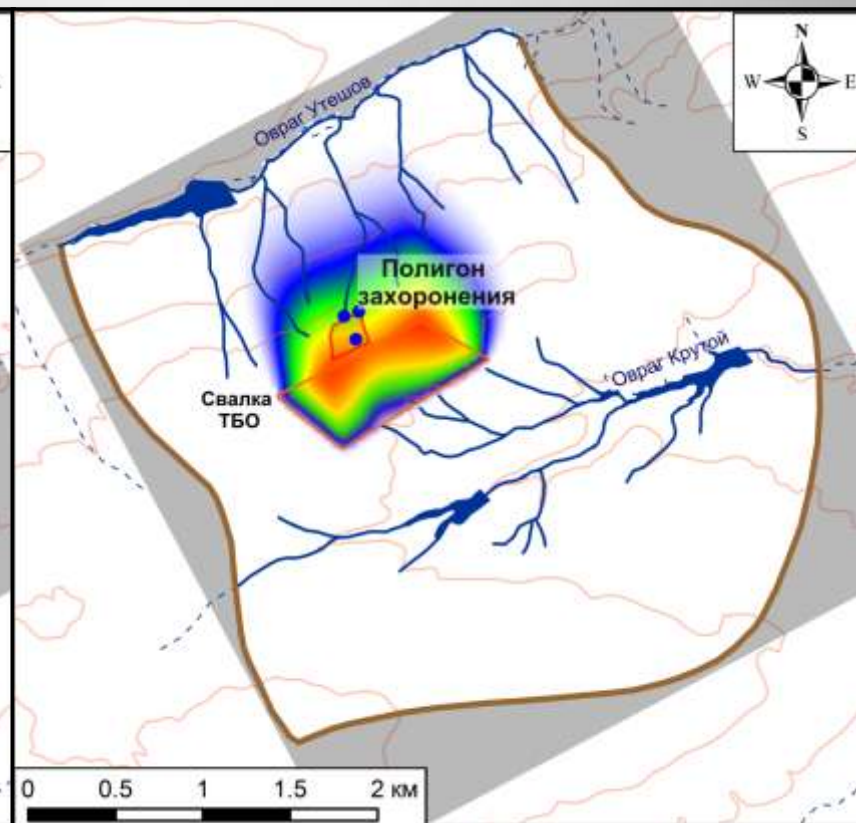 N
W E
S
Овраг Утешов
Полигон
захоронения
Овраг Крутой
Свалка
ТБО
0 0.5 1 1.5 2 км